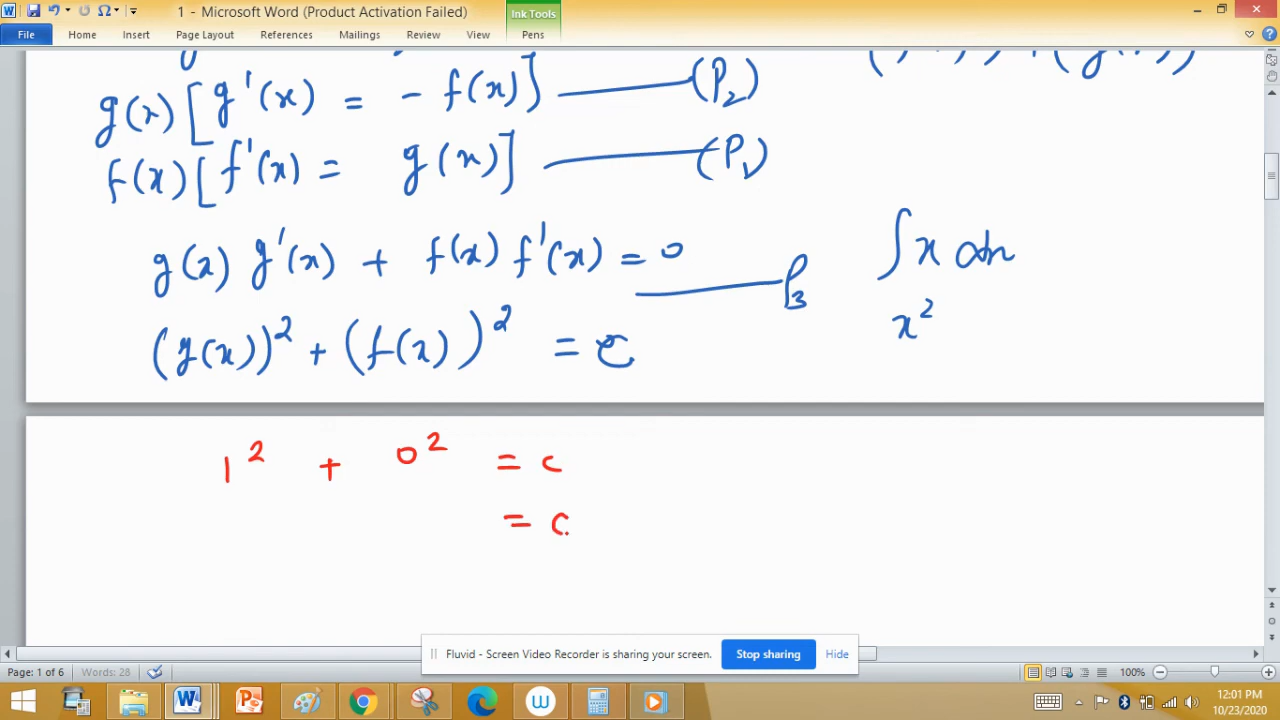 1 - Microsoft Word (Product Activation Failed)
Ink Tools
File Home Insert Page Layout References Mailings Review View Pens
g(x) [ g'(x) = - f(x) ] (P2)
f(x) [ f'(x) = g(x) ] (P1)
g(x) g'(x) + f(x) f'(x) = 0 P3
∫x dx
x²
(g(x))² + (f(x))² = c
1² + 0² = c
= c
Fluvid - Screen Video Recorder is sharing your screen. Stop sharing Hide
Page: 1 of 6 Words: 28 100%
12:01 PM
10/23/2020